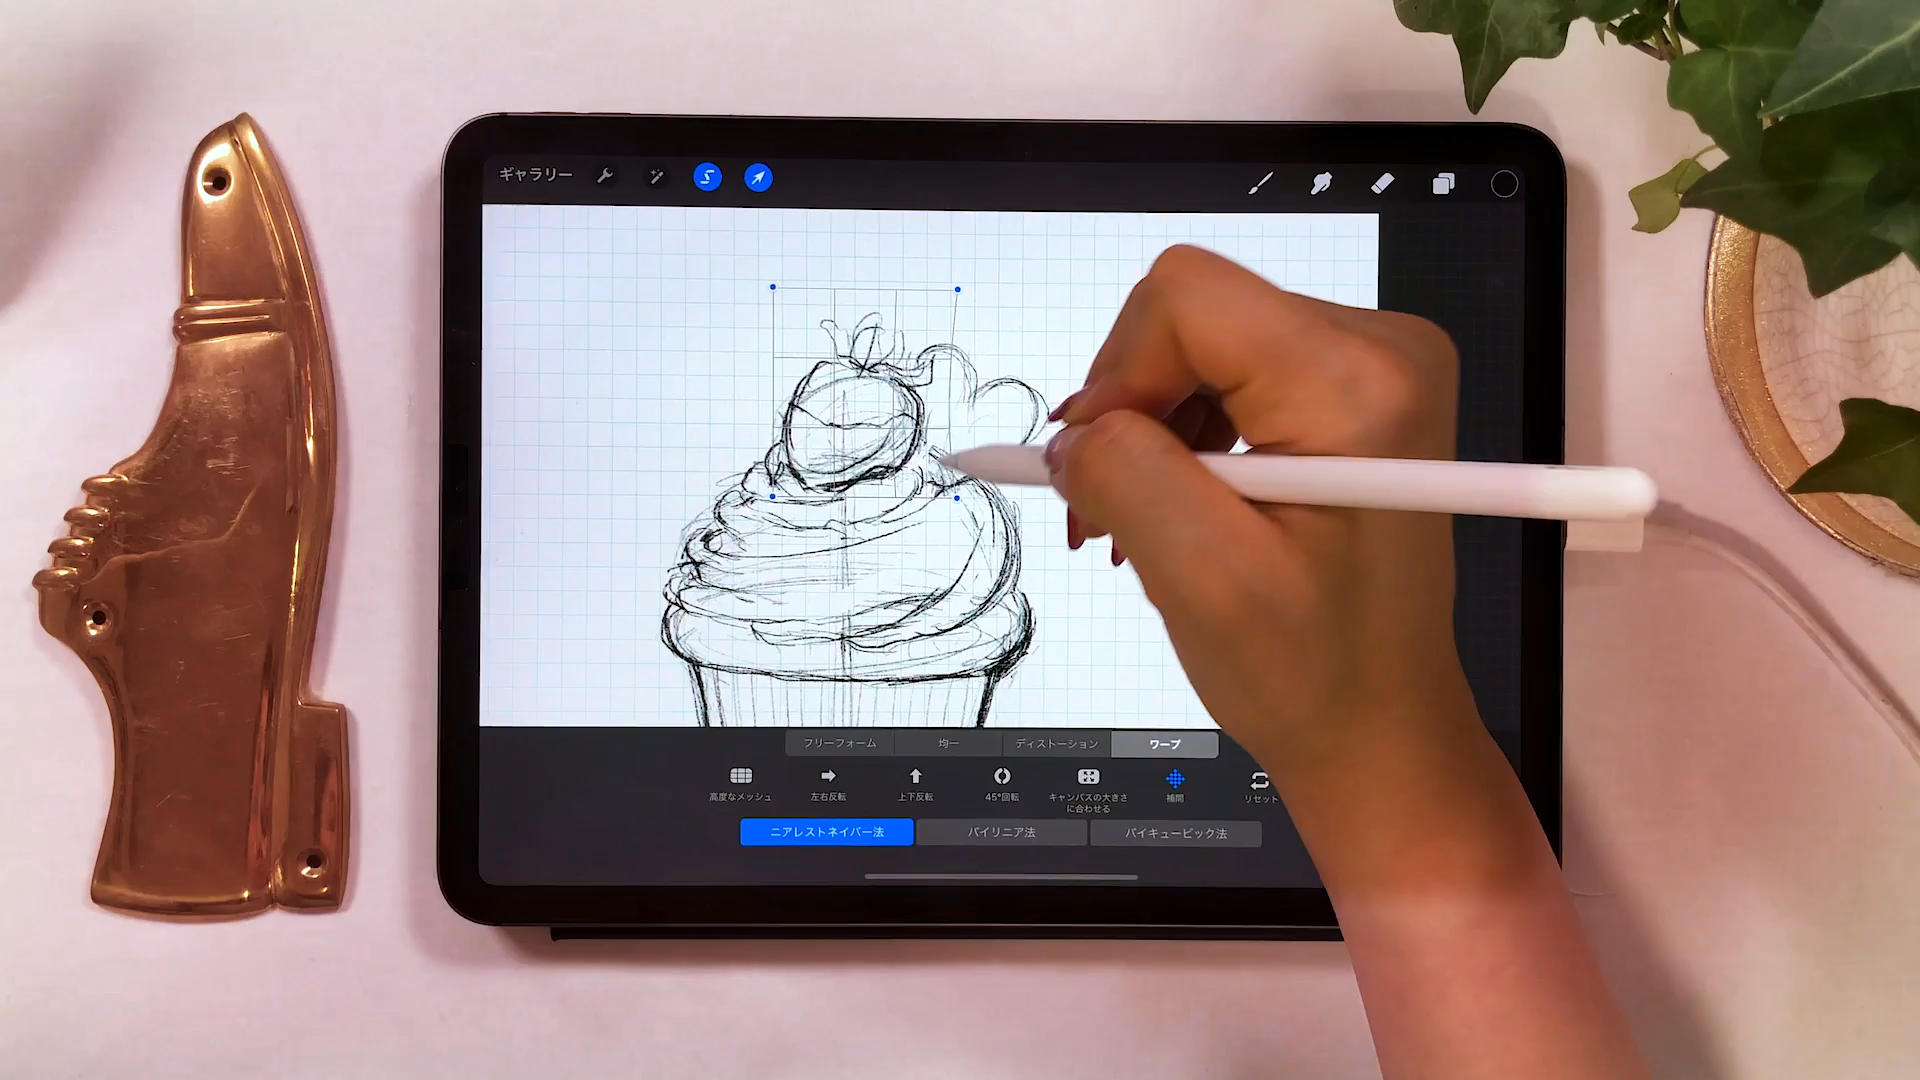 ギャラリー
フリーフォーム 均一 ディストーション ワープ
高度なメッシュ 左右反転 上下反転 45°回転 キャンバスの大きさ 補間 リセット
に合わせる
ニアレストネイバー法 バイリニア法 バイキュービック法